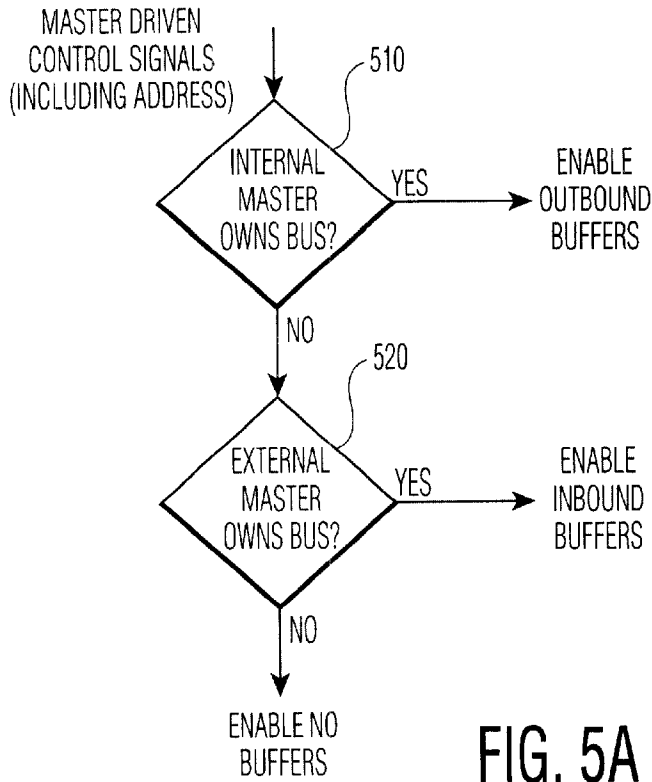 MASTER DRIVEN
CONTROL SIGNALS
(INCLUDING ADDRESS)
510
INTERNAL
MASTER
OWNS BUS?
YES
ENABLE
OUTBOUND
BUFFERS
NO
520
EXTERNAL
MASTER
OWNS BUS?
YES
ENABLE
INBOUND
BUFFERS
NO
ENABLE NO
BUFFERS
FIG. 5A